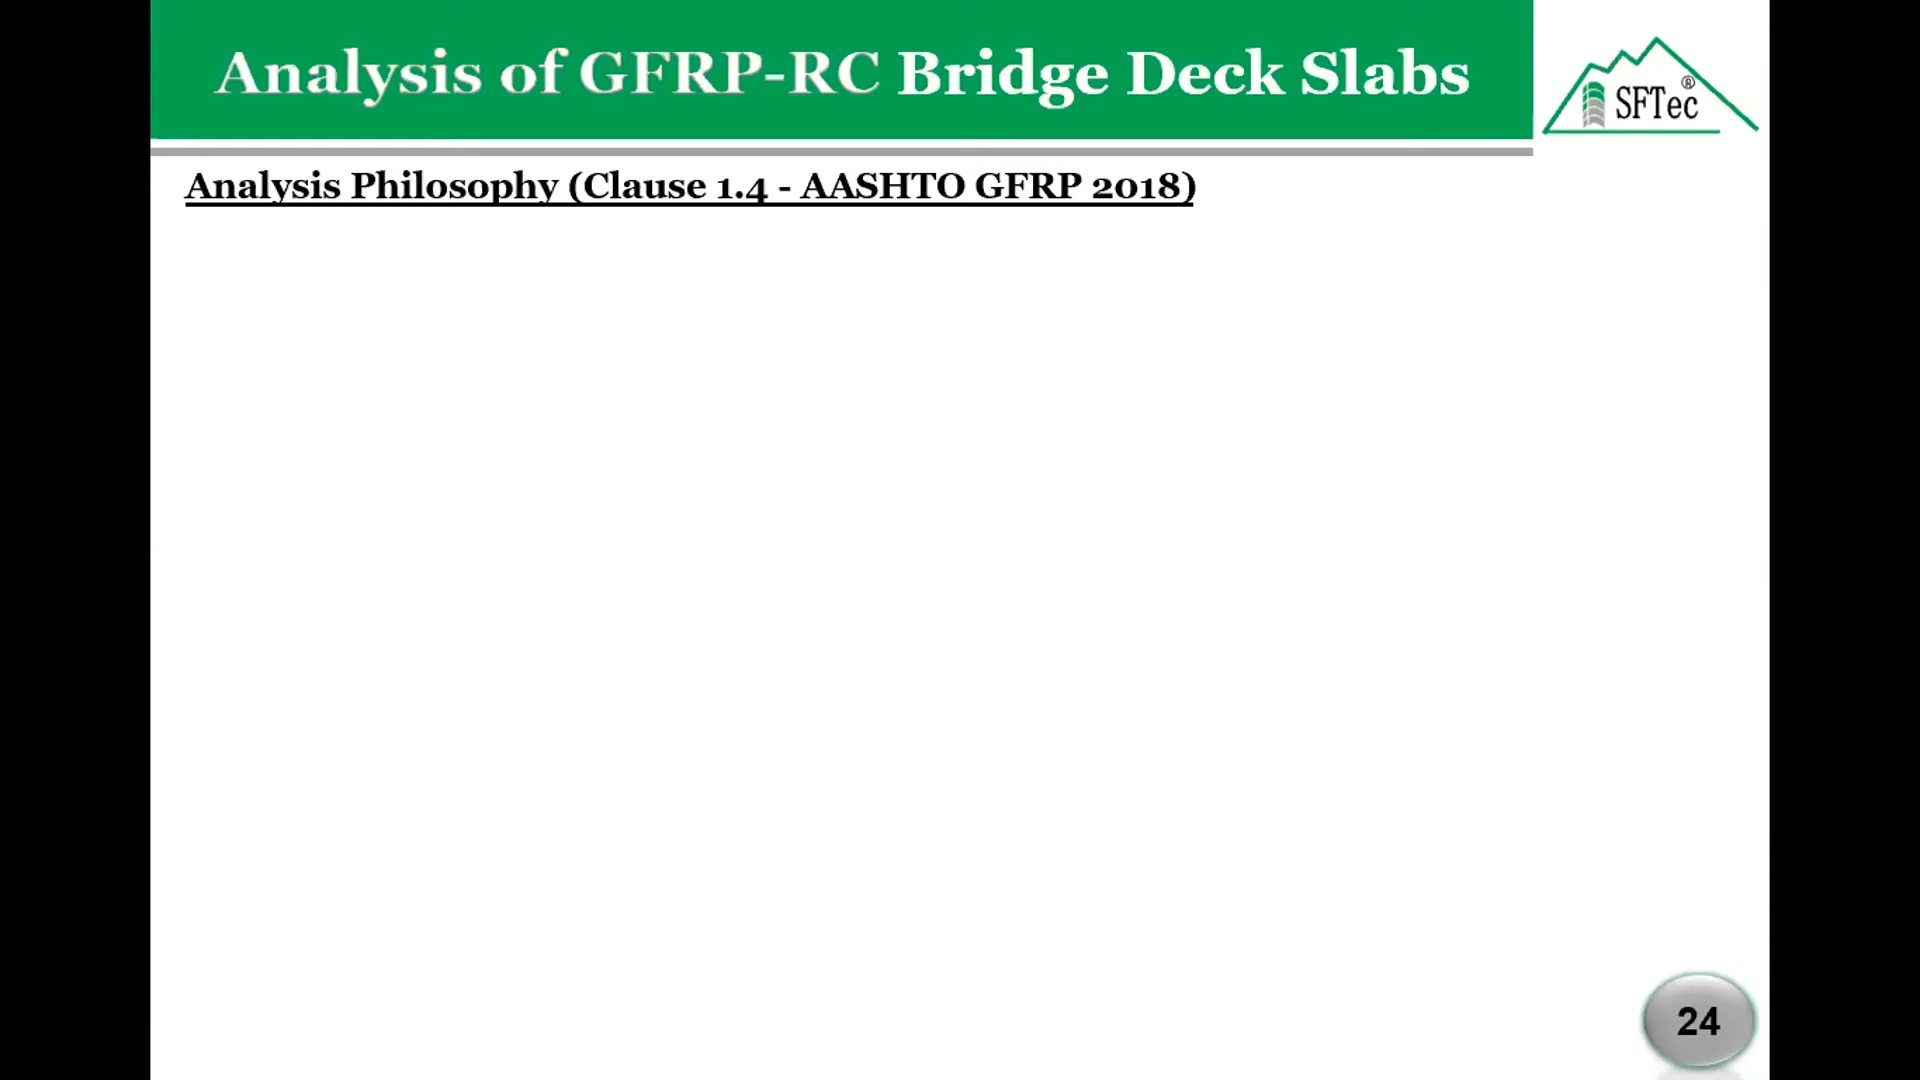 Analysis of GFRP-RC Bridge Deck Slabs
SFTec®
Analysis Philosophy (Clause 1.4 - AASHTO GFRP 2018)
24